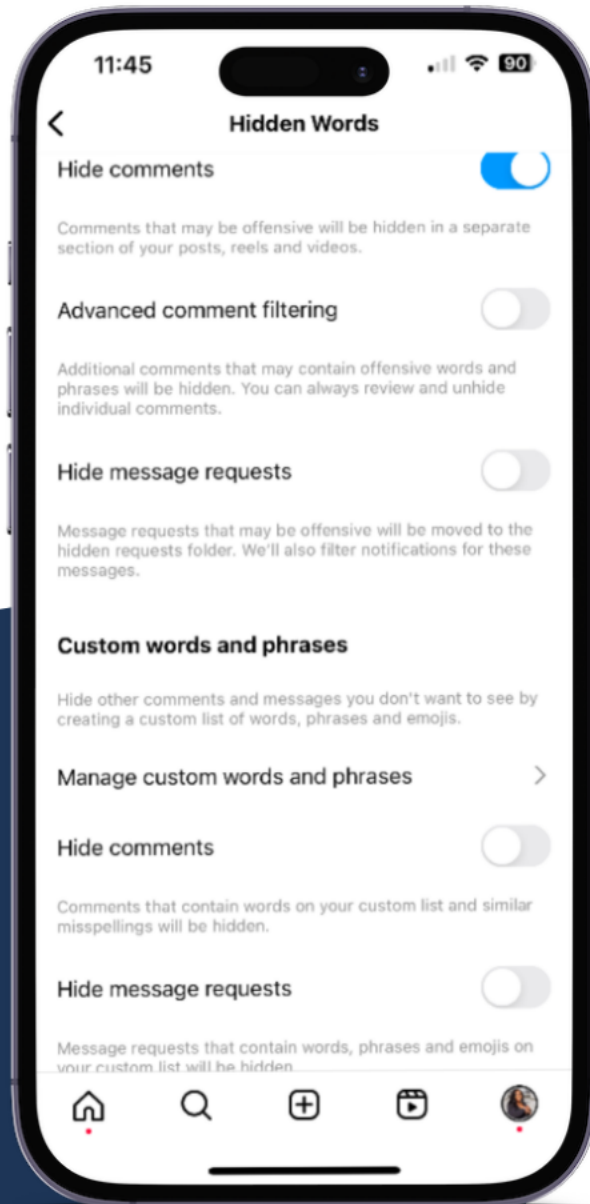 11:45
90
Hidden Words
Hide comments
Comments that may be offensive will be hidden in a separate
section of your posts, reels and videos.
Advanced comment filtering
Additional comments that may contain offensive words and
phrases will be hidden. You can always review and unhide
individual comments.
Hide message requests
Message requests that may be offensive will be moved to the
hidden requests folder. We'll also filter notifications for these
messages.
Custom words and phrases
Hide other comments and messages you don't want to see by
creating a custom list of words, phrases and emojis.
Manage custom words and phrases
Hide comments
Comments that contain words on your custom list and similar
misspellings will be hidden.
Hide message requests
Message requests that contain words, phrases and emojis on
your custom list will be hidden